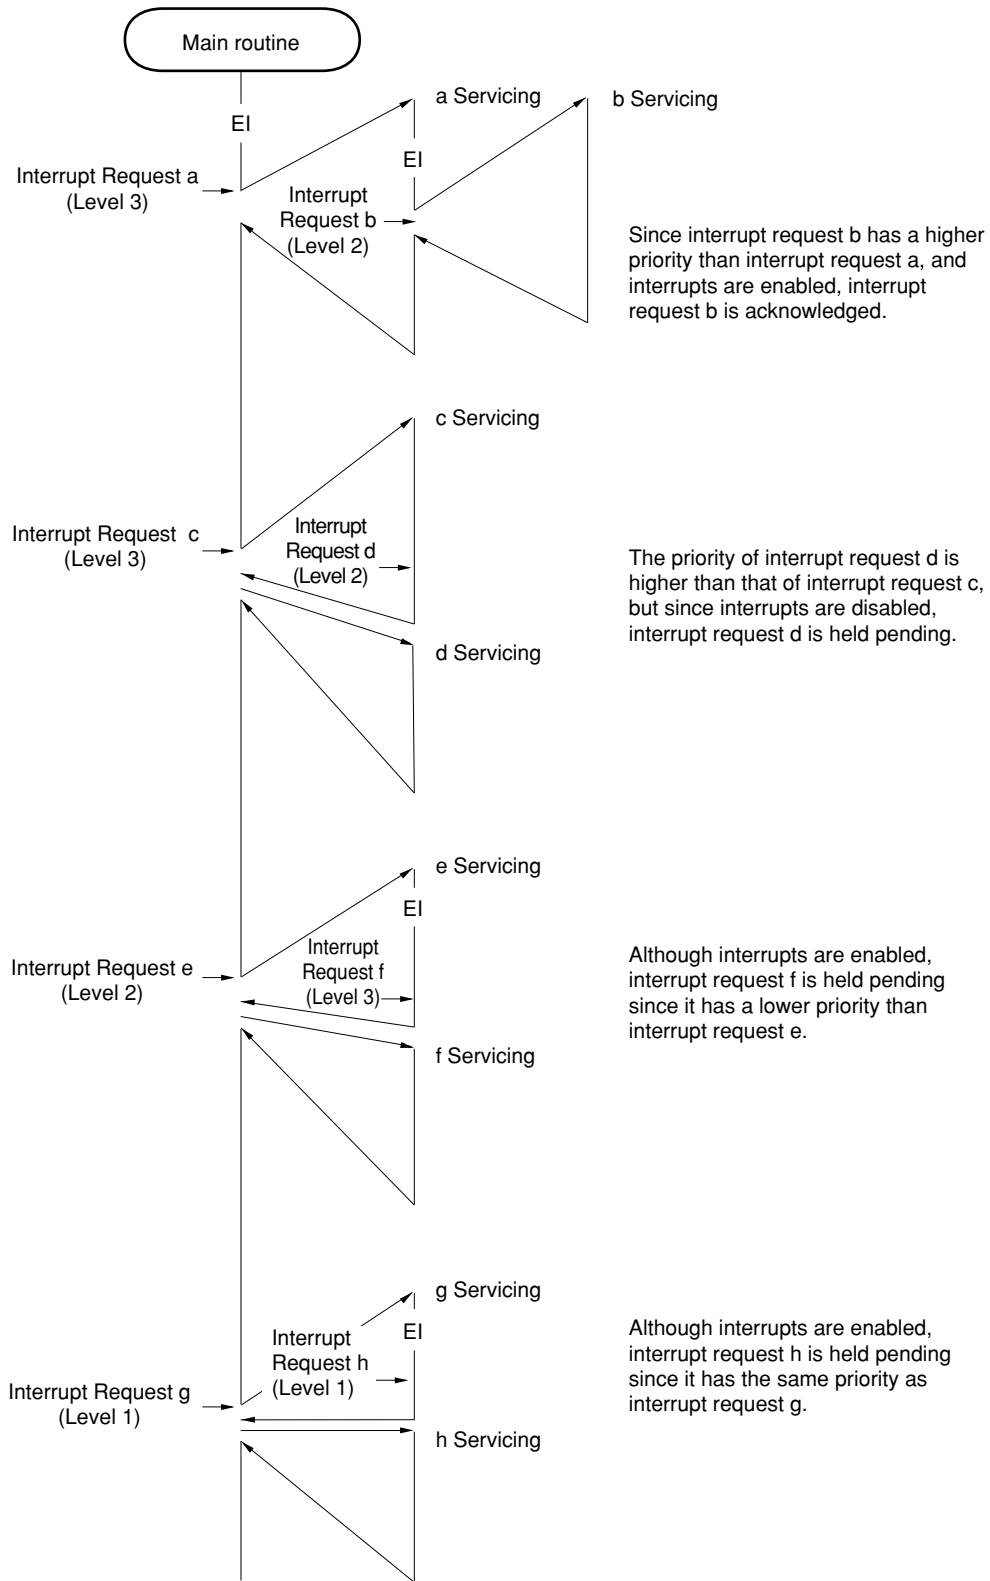 Main routine
EI
a Servicing
b Servicing
EI
Interrupt Request a
(Level 3)
Interrupt
Request b
(Level 2)
Since interrupt request b has a higher
priority than interrupt request a, and
interrupts are enabled, interrupt
request b is acknowledged.
c Servicing
Interrupt Request c
(Level 3)
Interrupt
Request d
(Level 2)
The priority of interrupt request d is
higher than that of interrupt request c,
but since interrupts are disabled,
interrupt request d is held pending.
d Servicing
e Servicing
EI
Interrupt Request e
(Level 2)
Interrupt
Request f
(Level 3)
Although interrupts are enabled,
interrupt request f is held pending
since it has a lower priority than
interrupt request e.
f Servicing
g Servicing
EI
Interrupt Request g
(Level 1)
Interrupt
Request h
(Level 1)
Although interrupts are enabled,
interrupt request h is held pending
since it has the same priority as
interrupt request g.
h Servicing